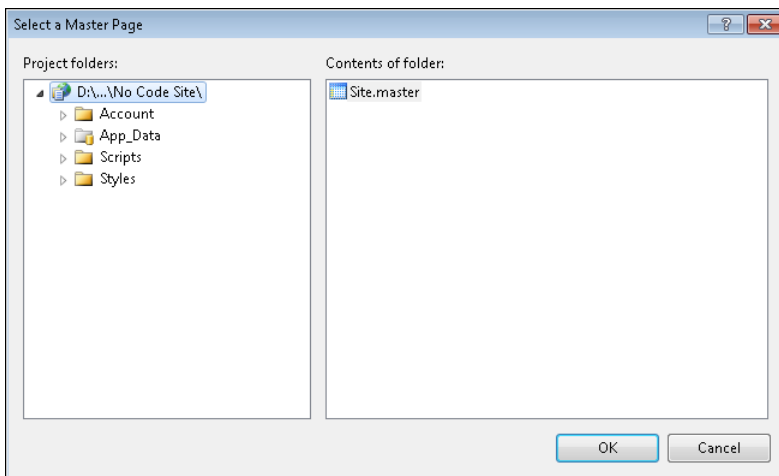 Select a Master Page
Project folders:
Contents of folder:
D:\...\No Code Site\
Account
App_Data
Scripts
Styles
Site.master
OK
Cancel